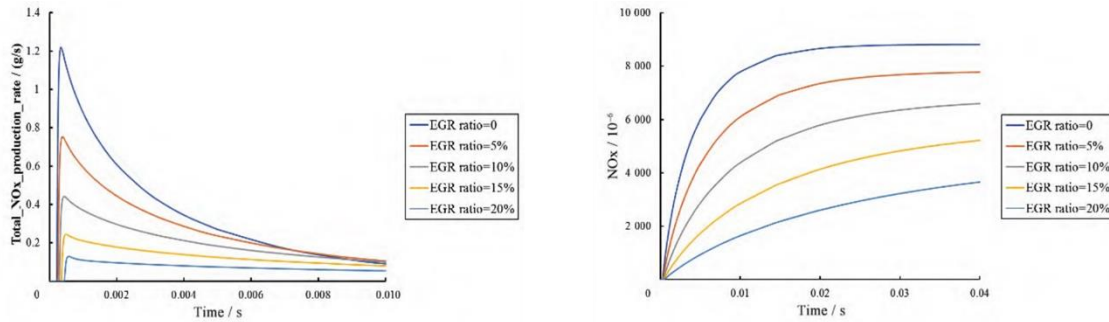 Total_NOx_production_rate / (g/s)
1.4
1.2
1.0
0.8
0.6
0.4
0.2
0
0.002
0.004
0.006
0.008
0.010
Time / s
EGR ratio=0
EGR ratio=5%
EGR ratio=10%
EGR ratio=15%
EGR ratio=20%
NOx / 10⁻⁶
10 000
8 000
6 000
4 000
2 000
0
0.01
0.02
0.03
0.04
Time / s
EGR ratio=0
EGR ratio=5%
EGR ratio=10%
EGR ratio=15%
EGR ratio=20%